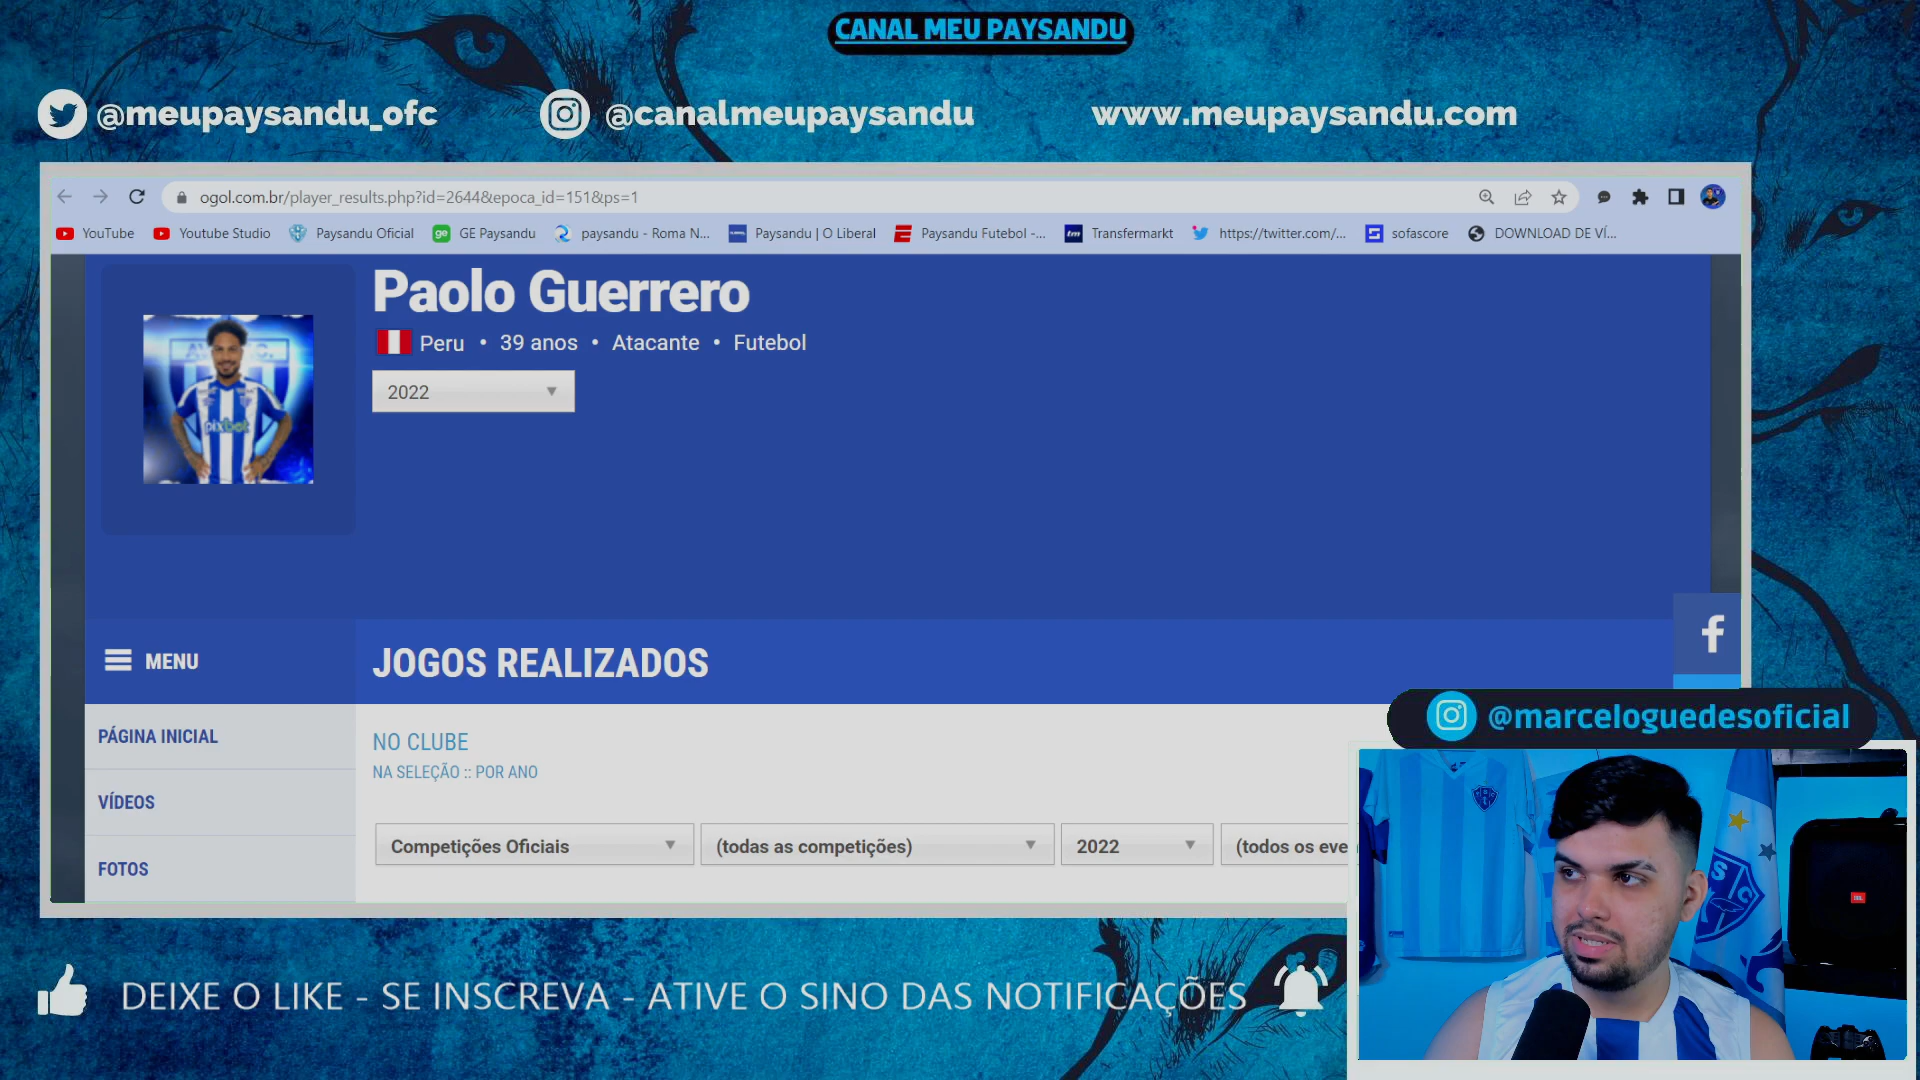 CANAL MEU PAYSANDU
@meupaysandu_ofc
@canalmeupaysandu
www.meupaysandu.com
ogol.com.br/player_results.php?id=2644&epoca_id=151&ps=1
YouTube
Youtube Studio
Paysandu Oficial
ge GE Paysandu
paysandu - Roma N...
Paysandu | O Liberal
Paysandu Futebol -...
tm Transfermarkt
https://twitter.com/...
sofascore
DOWNLOAD DE VÍ...
Paolo Guerrero
Peru • 39 anos • Atacante • Futebol
2022
pixbet
MENU
JOGOS REALIZADOS
PÁGINA INICIAL
VÍDEOS
FOTOS
NO CLUBE
NA SELEÇÃO :: POR ANO
Competições Oficiais
(todas as competições)
2022
(todos os eve
@marceloguedesoficial
DEIXE O LIKE - SE INSCREVA - ATIVE O SINO DAS NOTIFICAÇÕES